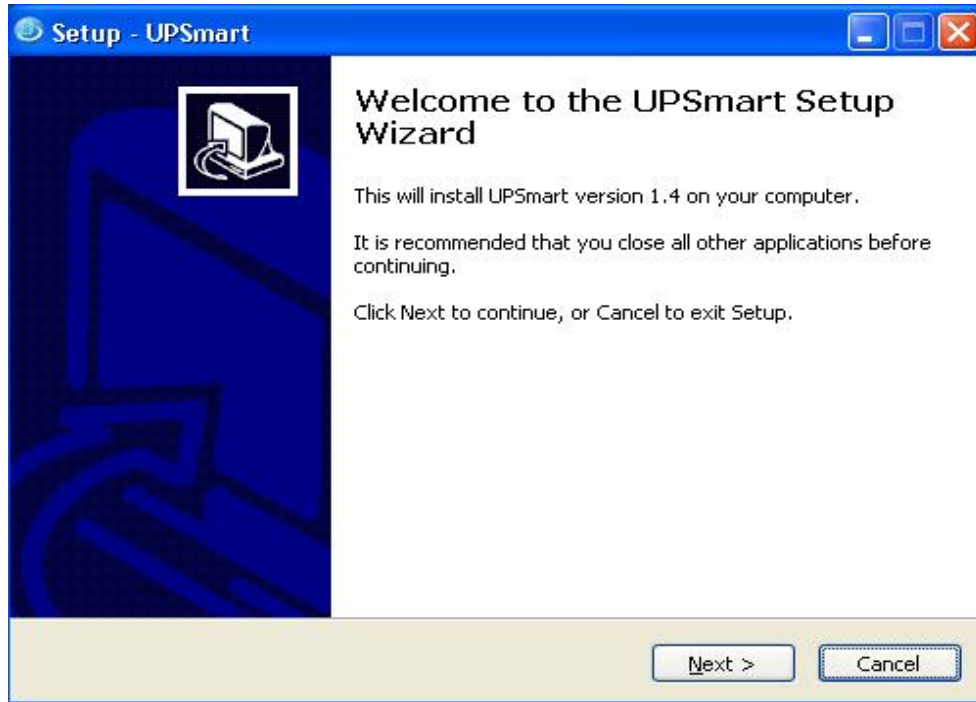 Setup - UPSmart
Welcome to the UPSmart Setup
Wizard
This will install UPSmart version 1.4 on your computer.
It is recommended that you close all other applications before
continuing.
Click Next to continue, or Cancel to exit Setup.
Next >
Cancel